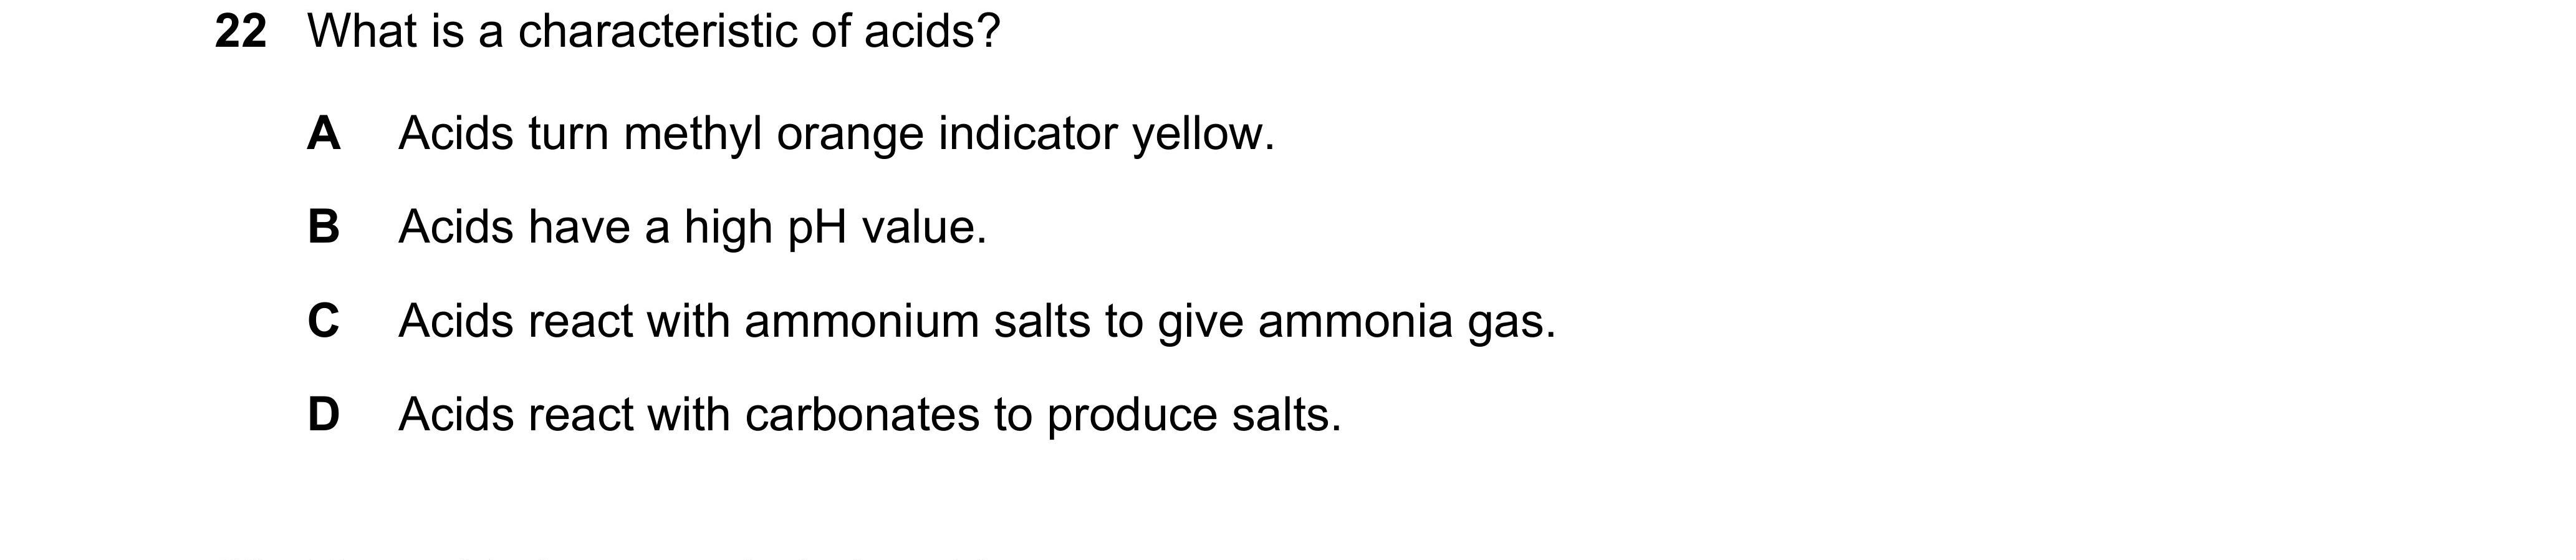 22 What is a characteristic of acids?
A Acids turn methyl orange indicator yellow.
B Acids have a high pH value.
C Acids react with ammonium salts to give ammonia gas.
D Acids react with carbonates to produce salts.